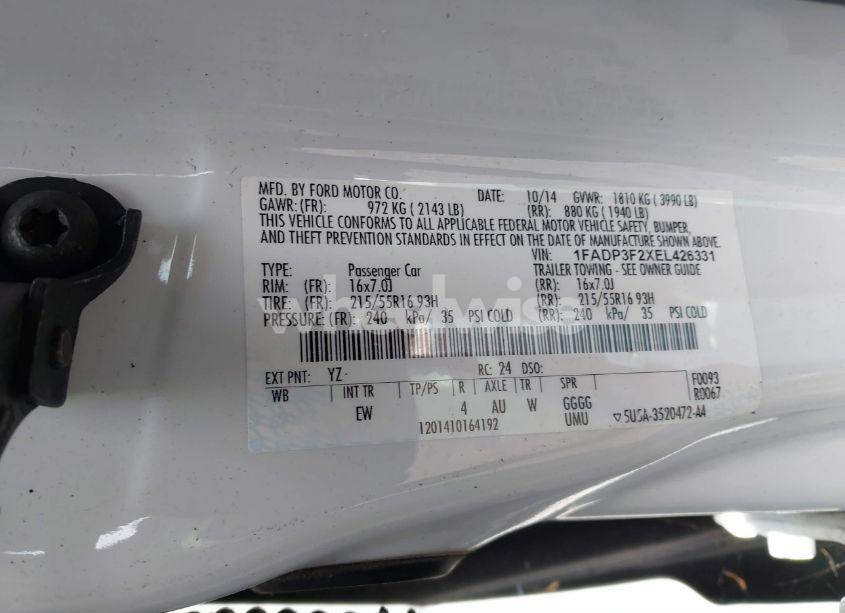 MFD. BY FORD MOTOR CO. DATE: 10/14 GVWR: 1810 KG ( 3990 LB)
GAWR: (FR): 972 KG ( 2143 LB) (RR): 880 KG ( 1940 LB)
THIS VEHICLE CONFORMS TO ALL APPLICABLE FEDERAL MOTOR VEHICLE SAFETY, BUMPER,
AND THEFT PREVENTION STANDARDS IN EFFECT ON THE DATE OF MANUFACTURE SHOWN ABOVE.
VIN: 1FADP3F2XEL426331
TYPE: Passenger Car TRAILER TOWING - SEE OWNER GUIDE
RIM: (FR): 16x7.0J (RR): 16x7.0J
TIRE: (FR): 215/55R16 93H (RR): 215/55R16 93H
PRESSURE: (FR): 240 kPa/ 35 PSI COLD (RR): 240 kPa/ 35 PSI COLD
EXT PNT: YZ RC: 24 DSO: F0093
WB INT TR TP/PS R AXLE TR SPR R0067
EW 4 AU W GGGG
1201410164192 UMU ▽ 5U5A-3520472-AA